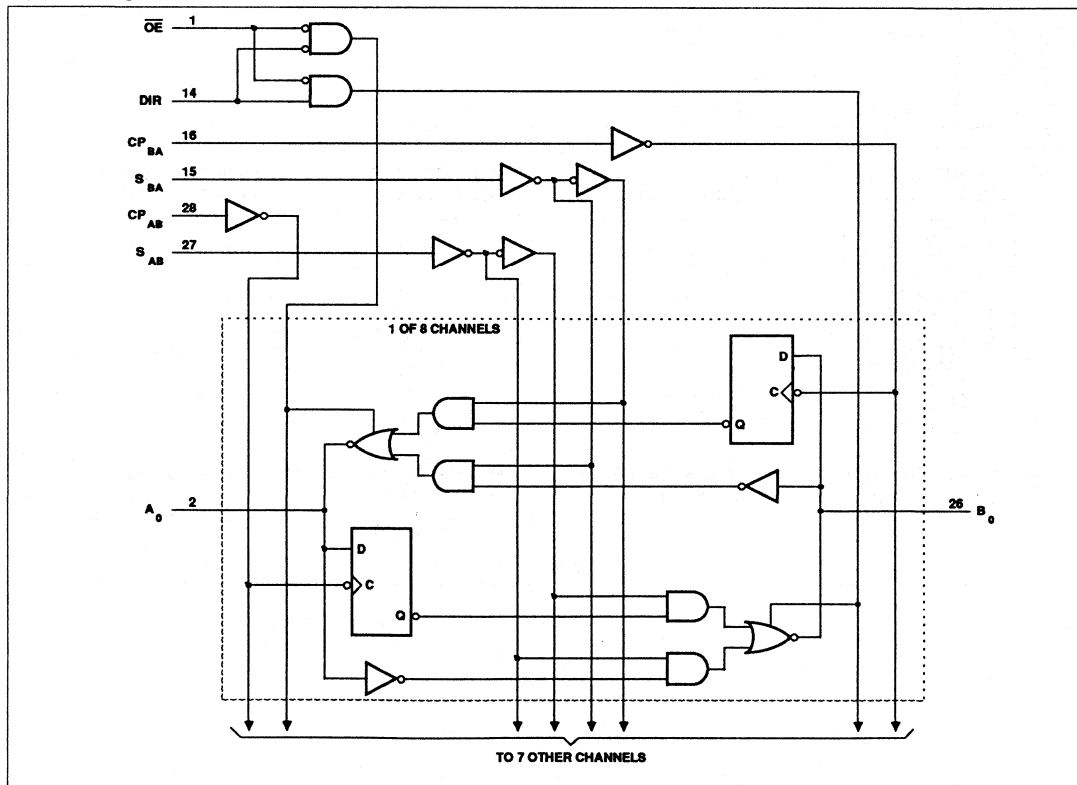 OE 1
DIR 14
CP BA 16
S BA 15
CP AB 28
S AB 27
1 OF 8 CHANNELS
D
C
Q
A 0 2
26 B 0
D
C
Q
TO 7 OTHER CHANNELS